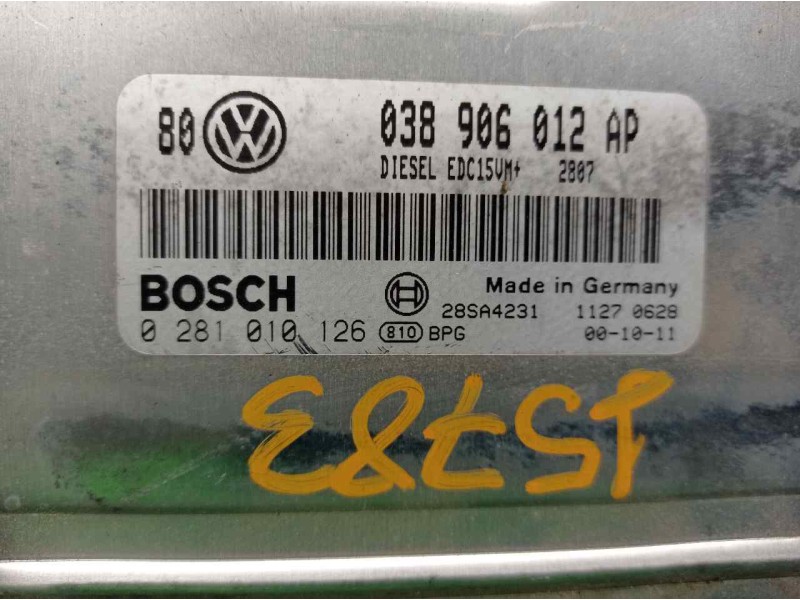 80 038 906 012 AP
DIESEL EDC15VM+ 2807
BOSCH Made in Germany
28SA4231 1127 0628
0 281 010 126 810 BPG 00-10-11